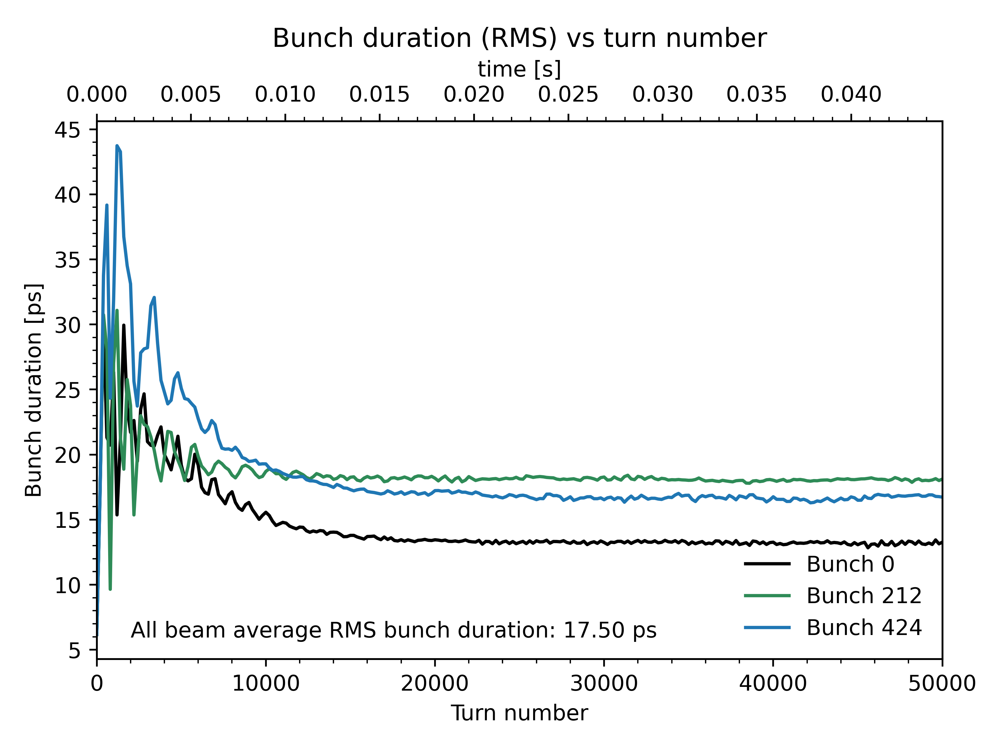 Bunch duration (RMS) vs turn number
time [s]
0.000 0.005 0.010 0.015 0.020 0.025 0.030 0.035 0.040
45
40
35
30
25
20
15
10
5
Bunch duration [ps]
Bunch 0
Bunch 212
Bunch 424
All beam average RMS bunch duration: 17.50 ps
0 10000 20000 30000 40000 50000
Turn number